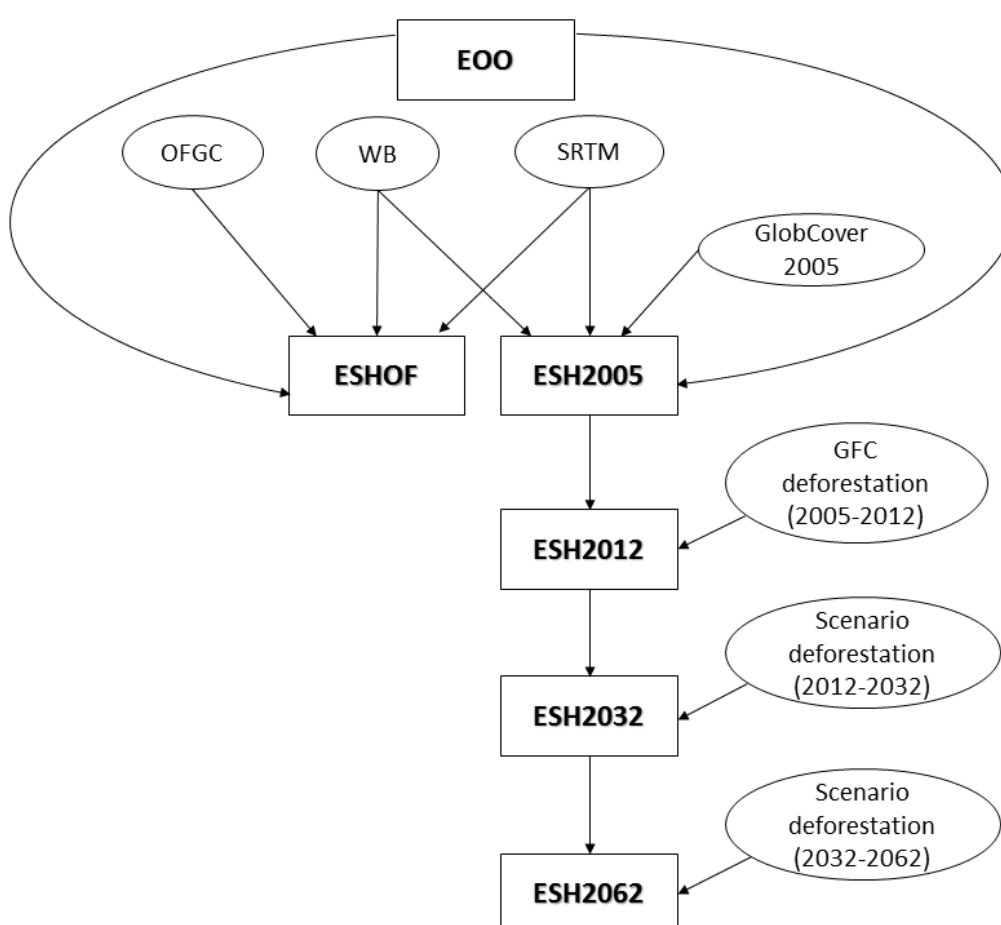 EOO
OFGC
WB
SRTM
GlobCover
2005
ESHOF
ESH2005
GFC
deforestation
(2005-2012)
ESH2012
Scenario
deforestation
(2012-2032)
ESH2032
Scenario
deforestation
(2032-2062)
ESH2062